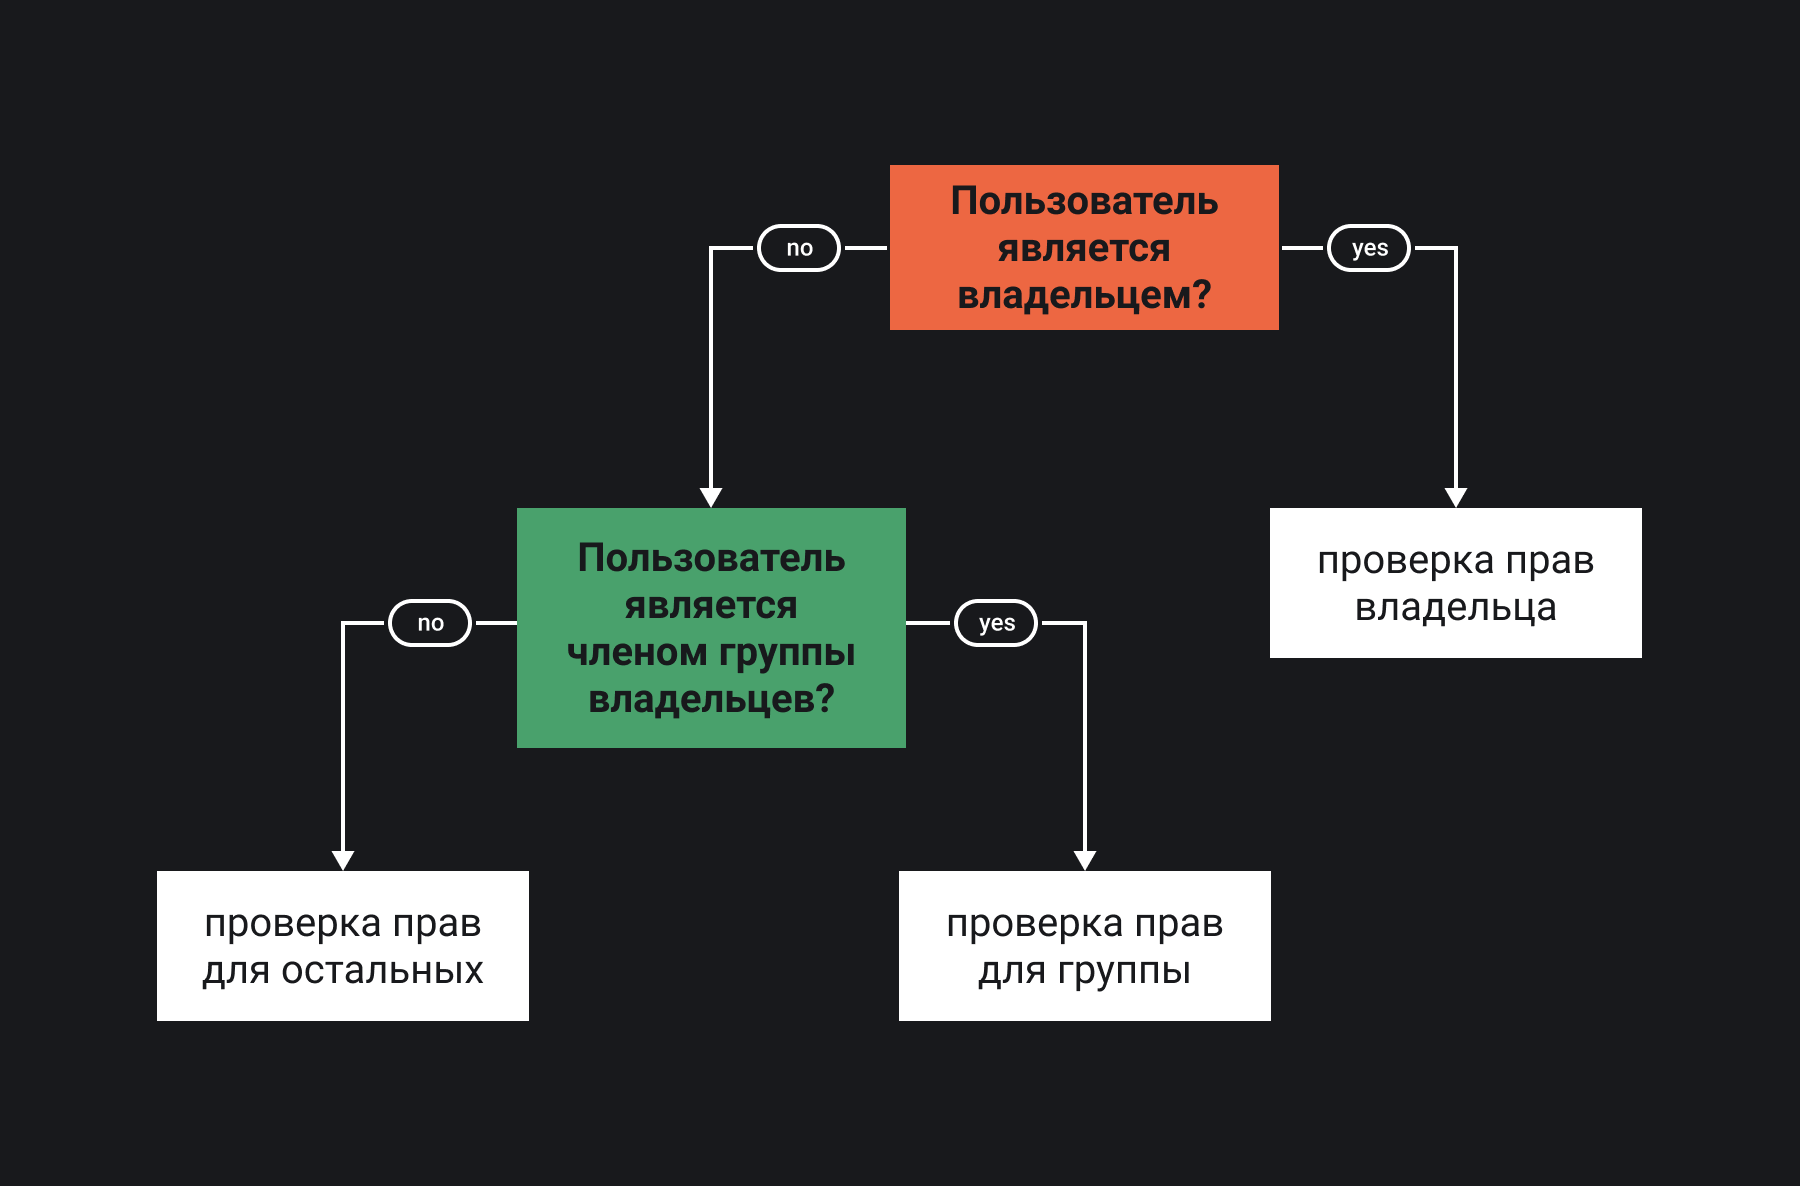 Пользователь
является
владельцем?
no
yes
Пользователь
является
членом группы
владельцев?
no
yes
проверка прав
владельца
проверка прав
для остальных
проверка прав
для группы